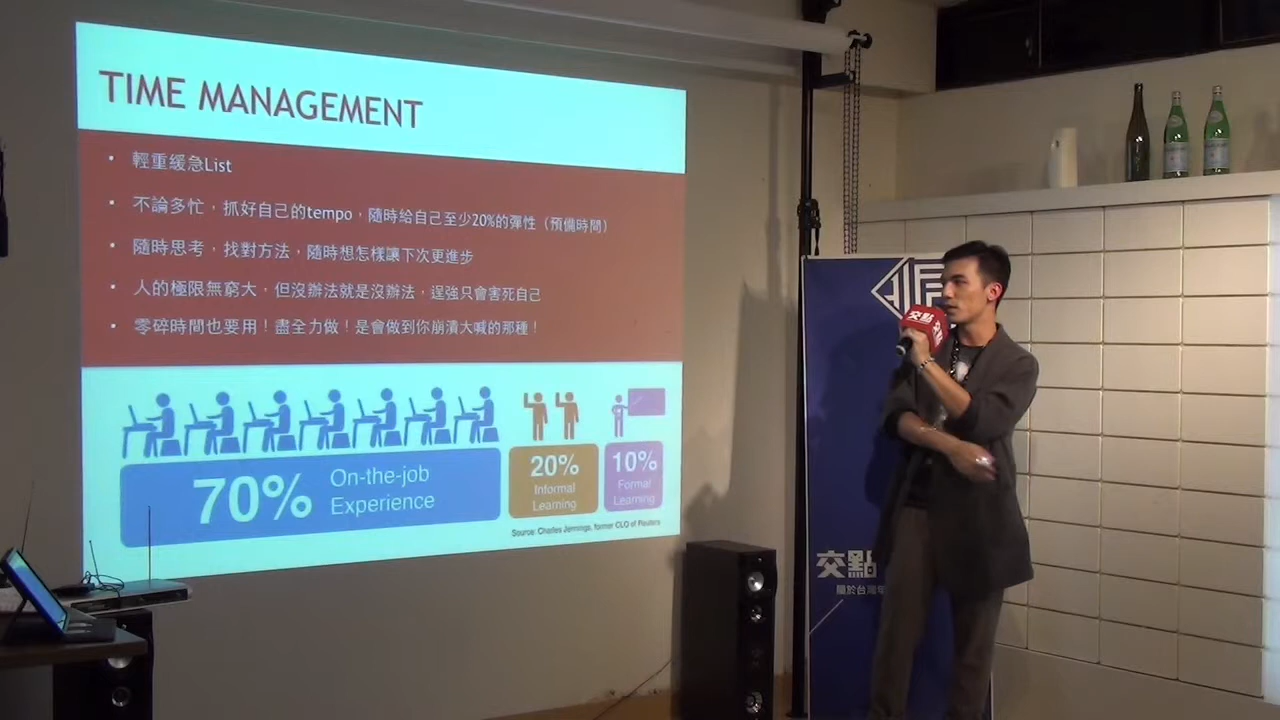 TIME MANAGEMENT
• 輕重緩急List
• 不論多忙，抓好自己的tempo，隨時給自己至少20%的彈性（預備時間）
• 隨時思考，找對方法，隨時想怎樣讓下次更進步
• 人的極限無窮大，但沒辦法就是沒辦法，逞強只會害死自己
• 零碎時間也要用！盡全力做！是會做到你崩潰大喊的那種！
70%
On-the-job
Experience
20%
Informal
Learning
10%
Formal
Learning
Source: Charles Jennings, former CLO of Reuters
交點
交點
關於台灣年